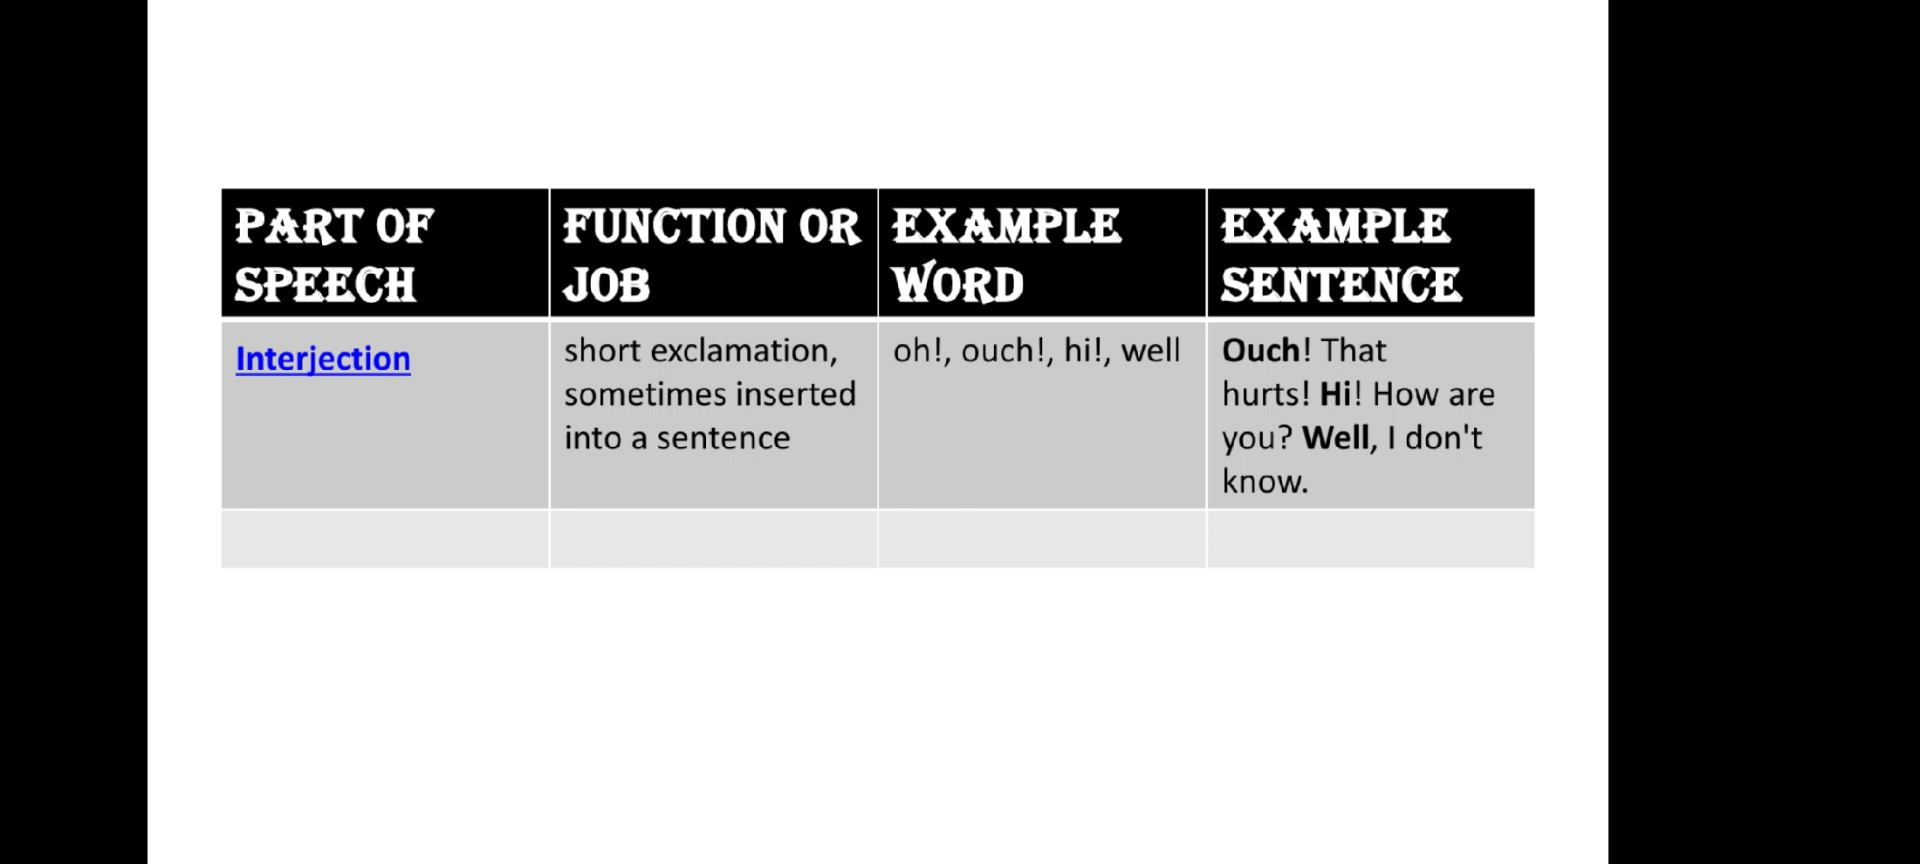 PART OF SPEECH
FUNCTION OR JOB
EXAMPLE WORD
EXAMPLE SENTENCE
Interjection
short exclamation,
sometimes inserted
into a sentence
oh!, ouch!, hi!, well
Ouch! That
hurts! Hi! How are
you? Well, I don't
know.